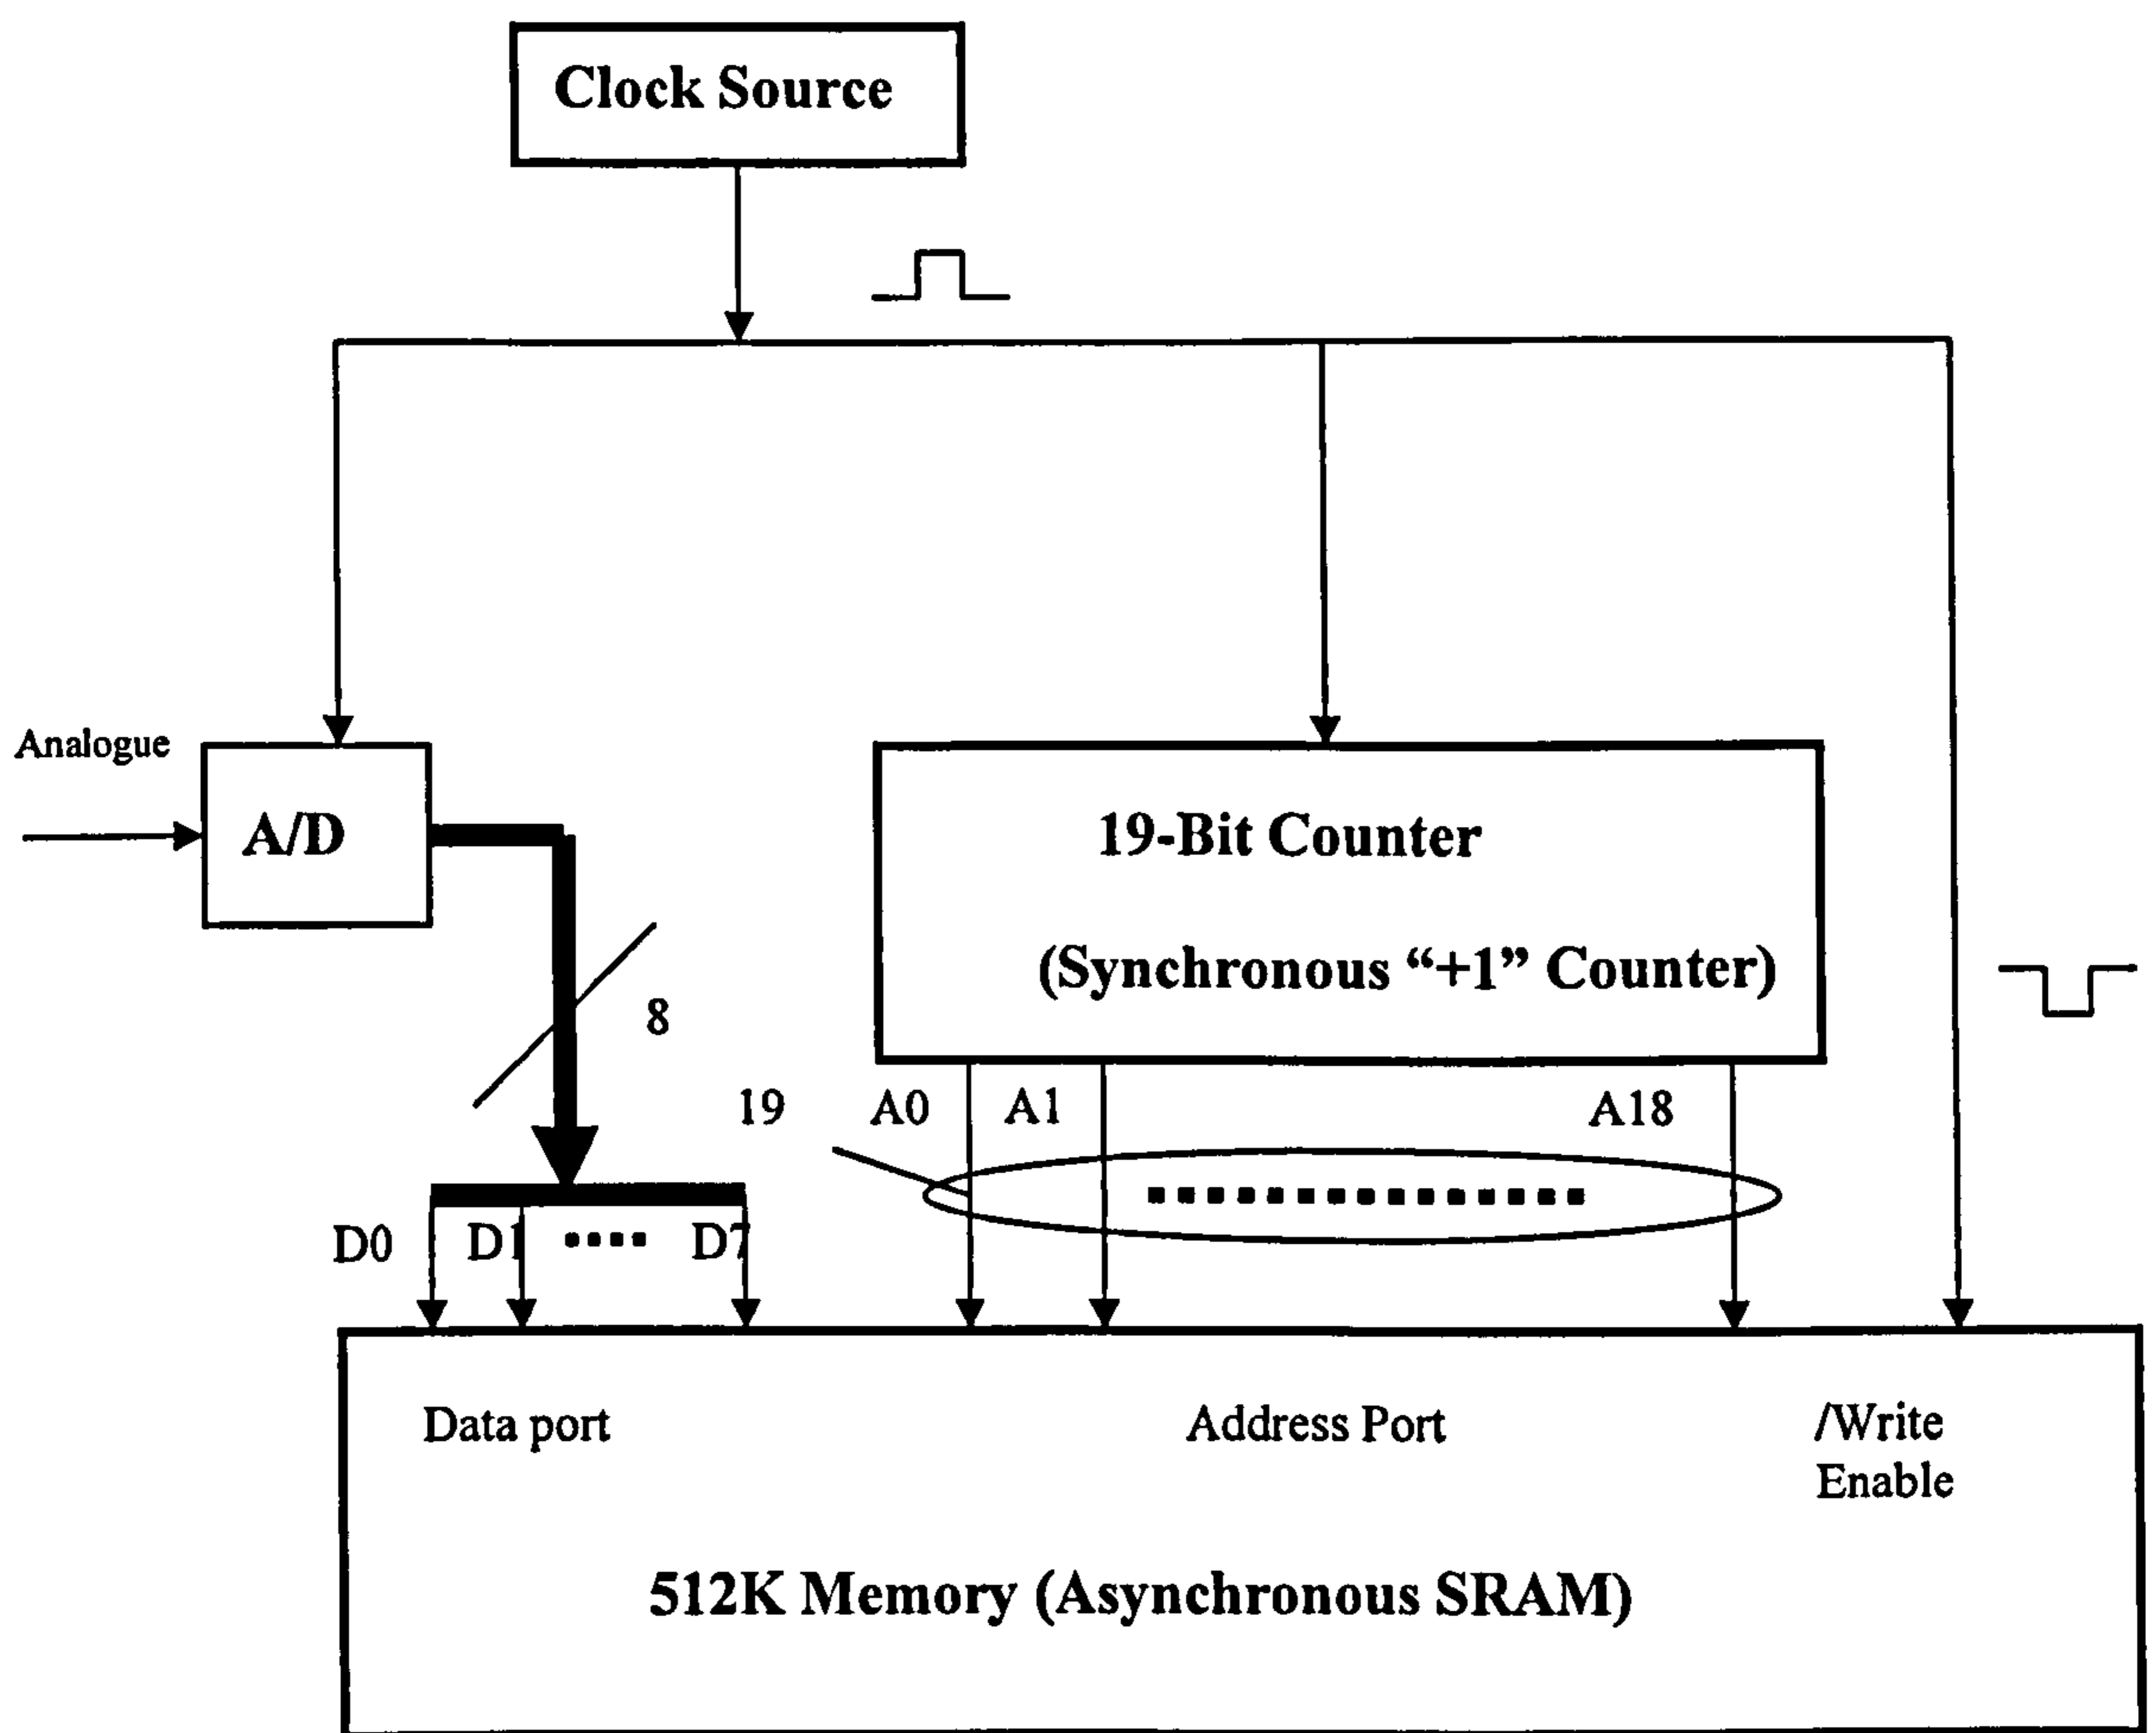 Clock Source
Analogue
A/D
19-Bit Counter
(Synchronous “+1” Counter)
8
19
A0
A1
A18
D0
D1
D7
Data port
Address Port
/Write
Enable
512K Memory (Asynchronous SRAM)